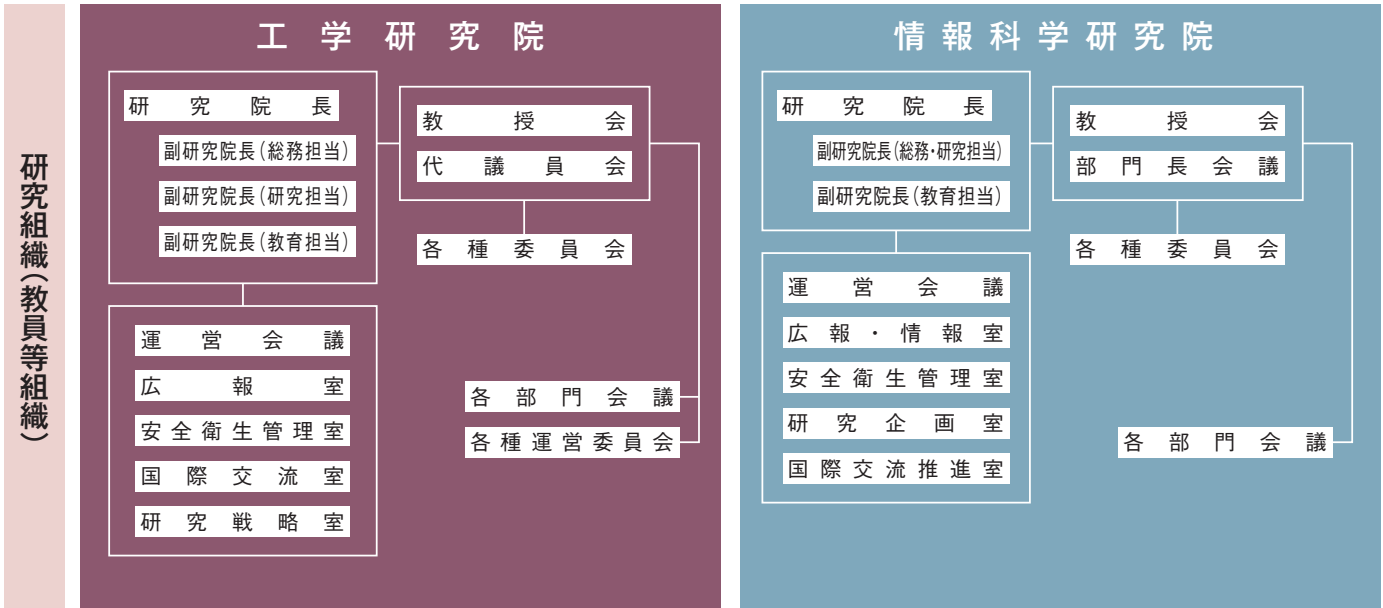 研究組織(教員等組織)
工学研究院
研究院長
副研究院長(総務担当)
副研究院長(研究担当)
副研究院長(教育担当)
教授会
代議員会
各種委員会
運営会議
広報室
安全衛生管理室
国際交流室
研究戦略室
各部門会議
各種運営委員会
情報科学研究院
研究院長
副研究院長(総務・研究担当)
副研究院長(教育担当)
教授会
部門長会議
各種委員会
運営会議
広報・情報室
安全衛生管理室
研究企画室
国際交流推進室
各部門会議